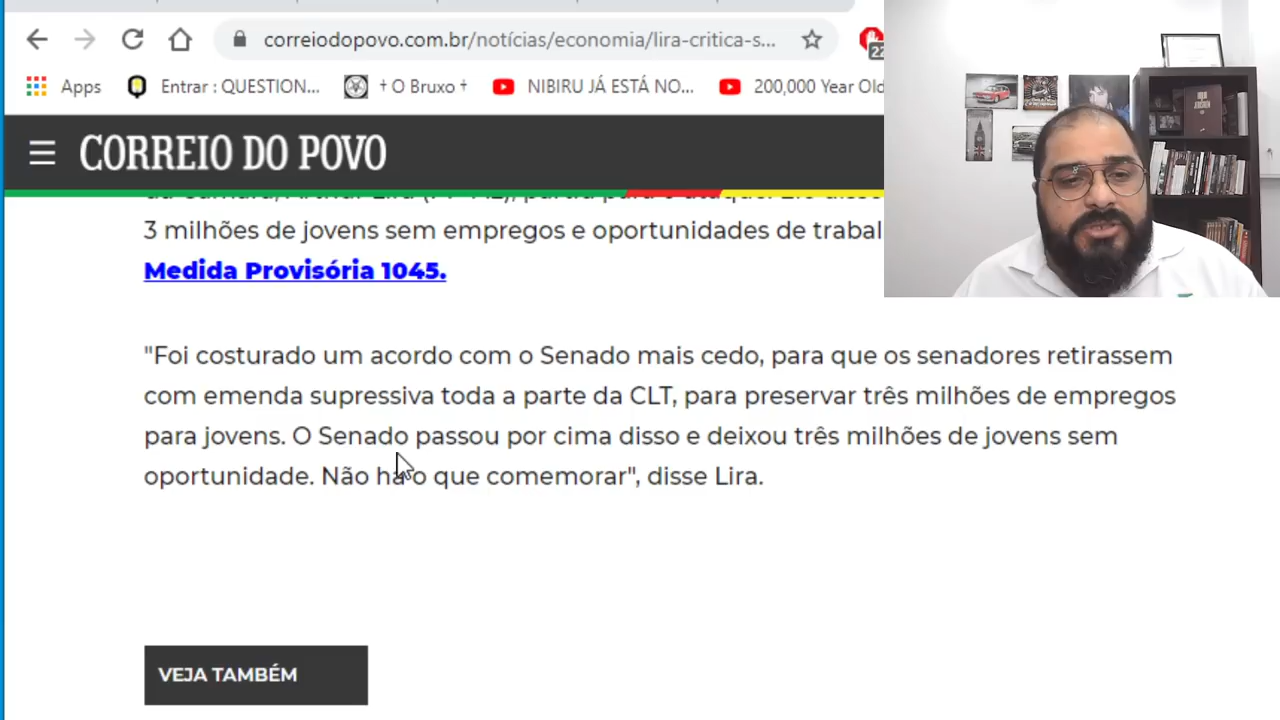 correiodopovo.com.br/notícias/economia/lira-critica-s...
22
Apps
Entrar : QUESTION...
† O Bruxo †
NIBIRU JÁ ESTÁ NO...
200,000 Year Old
CORREIO DO POVO
3 milhões de jovens sem empregos e oportunidades de trabal
Medida Provisória 1045.
"Foi costurado um acordo com o Senado mais cedo, para que os senadores retirassem
com emenda supressiva toda a parte da CLT, para preservar três milhões de empregos
para jovens. O Senado passou por cima disso e deixou três milhões de jovens sem
oportunidade. Não há o que comemorar", disse Lira.
VEJA TAMBÉM